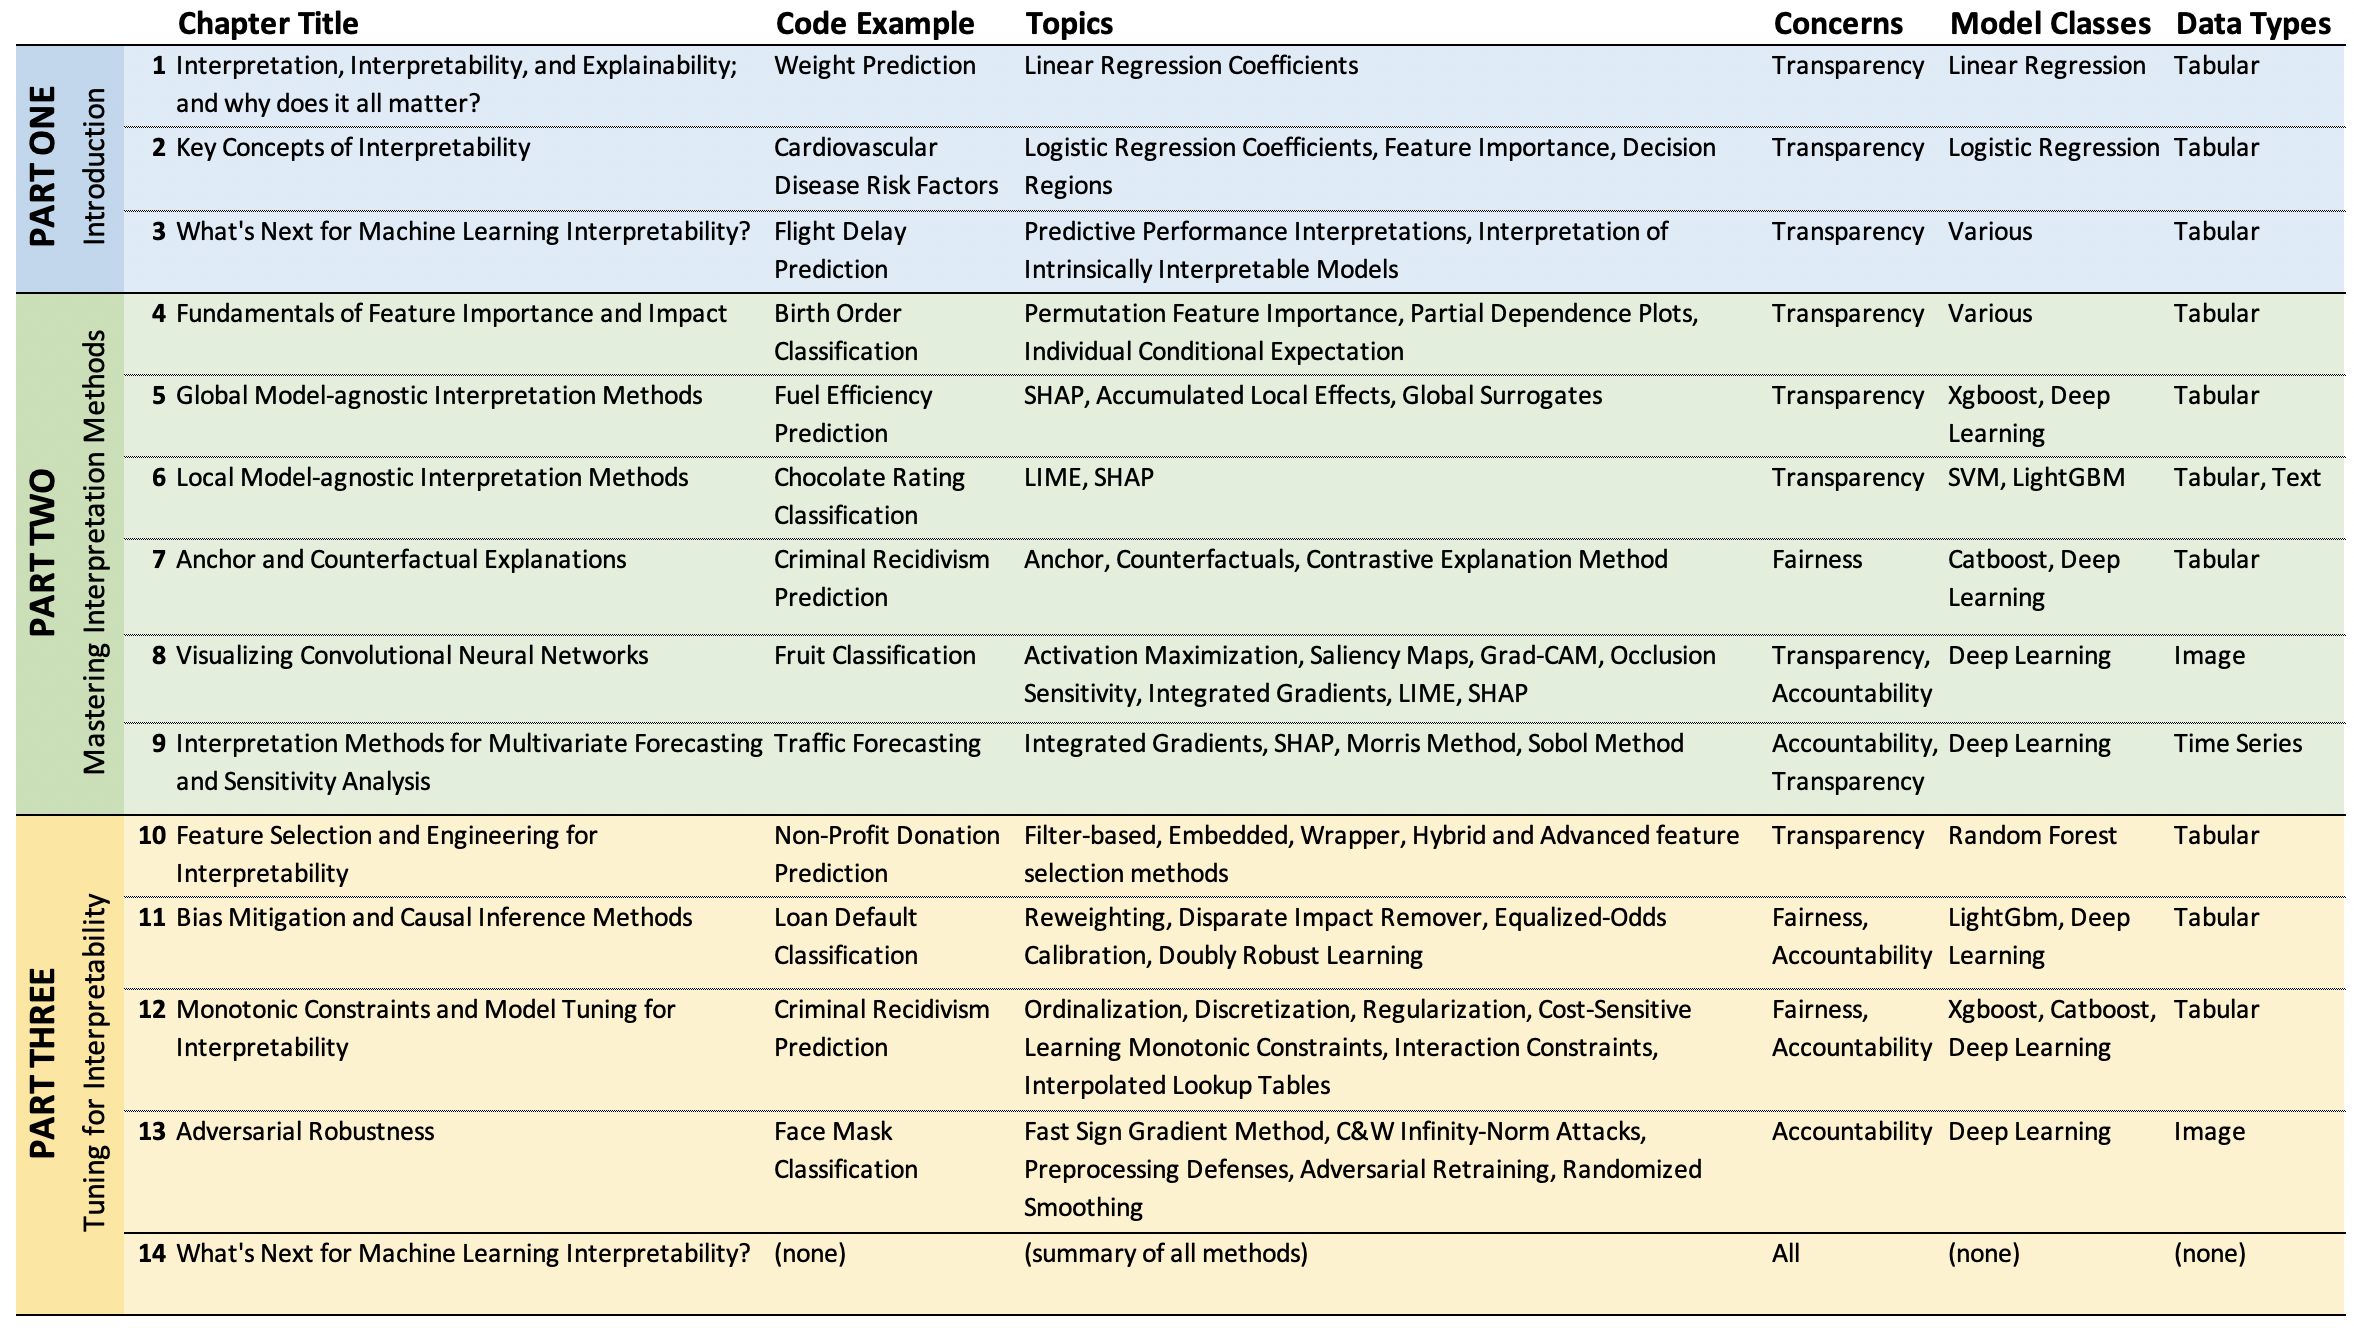 Chapter Title Code Example Topics Concerns Model Classes Data Types
PART ONE
Introduction
1 Interpretation, Interpretability, and Explainability; Weight Prediction Linear Regression Coefficients Transparency Linear Regression Tabular
and why does it all matter?
2 Key Concepts of Interpretability Cardiovascular Logistic Regression Coefficients, Feature Importance, Decision Transparency Logistic Regression Tabular
Disease Risk Factors Regions
3 What's Next for Machine Learning Interpretability? Flight Delay Predictive Performance Interpretations, Interpretation of Transparency Various Tabular
Prediction Intrinsically Interpretable Models
PART TWO
Mastering Interpretation Methods
4 Fundamentals of Feature Importance and Impact Birth Order Permutation Feature Importance, Partial Dependence Plots, Transparency Various Tabular
Classification Individual Conditional Expectation
5 Global Model-agnostic Interpretation Methods Fuel Efficiency SHAP, Accumulated Local Effects, Global Surrogates Transparency Xgboost, Deep Tabular
Prediction Learning
6 Local Model-agnostic Interpretation Methods Chocolate Rating LIME, SHAP Transparency SVM, LightGBM Tabular, Text
Classification
7 Anchor and Counterfactual Explanations Criminal Recidivism Anchor, Counterfactuals, Contrastive Explanation Method Fairness Catboost, Deep Tabular
Prediction Learning
8 Visualizing Convolutional Neural Networks Fruit Classification Activation Maximization, Saliency Maps, Grad-CAM, Occlusion Transparency, Deep Learning Image
Sensitivity, Integrated Gradients, LIME, SHAP Accountability
9 Interpretation Methods for Multivariate Forecasting Traffic Forecasting Integrated Gradients, SHAP, Morris Method, Sobol Method Accountability, Deep Learning Time Series
and Sensitivity Analysis Transparency
PART THREE
Tuning for Interpretability
10 Feature Selection and Engineering for Non-Profit Donation Filter-based, Embedded, Wrapper, Hybrid and Advanced feature Transparency Random Forest Tabular
Interpretability Prediction selection methods
11 Bias Mitigation and Causal Inference Methods Loan Default Reweighting, Disparate Impact Remover, Equalized-Odds Fairness, LightGbm, Deep Tabular
Classification Calibration, Doubly Robust Learning Accountability Learning
12 Monotonic Constraints and Model Tuning for Criminal Recidivism Ordinalization, Discretization, Regularization, Cost-Sensitive Fairness, Xgboost, Catboost, Tabular
Interpretability Prediction Learning Monotonic Constraints, Interaction Constraints, Accountability Deep Learning
Interpolated Lookup Tables
13 Adversarial Robustness Face Mask Fast Sign Gradient Method, C&W Infinity-Norm Attacks, Accountability Deep Learning Image
Classification Preprocessing Defenses, Adversarial Retraining, Randomized
Smoothing
14 What's Next for Machine Learning Interpretability? (none) (summary of all methods) All (none) (none)